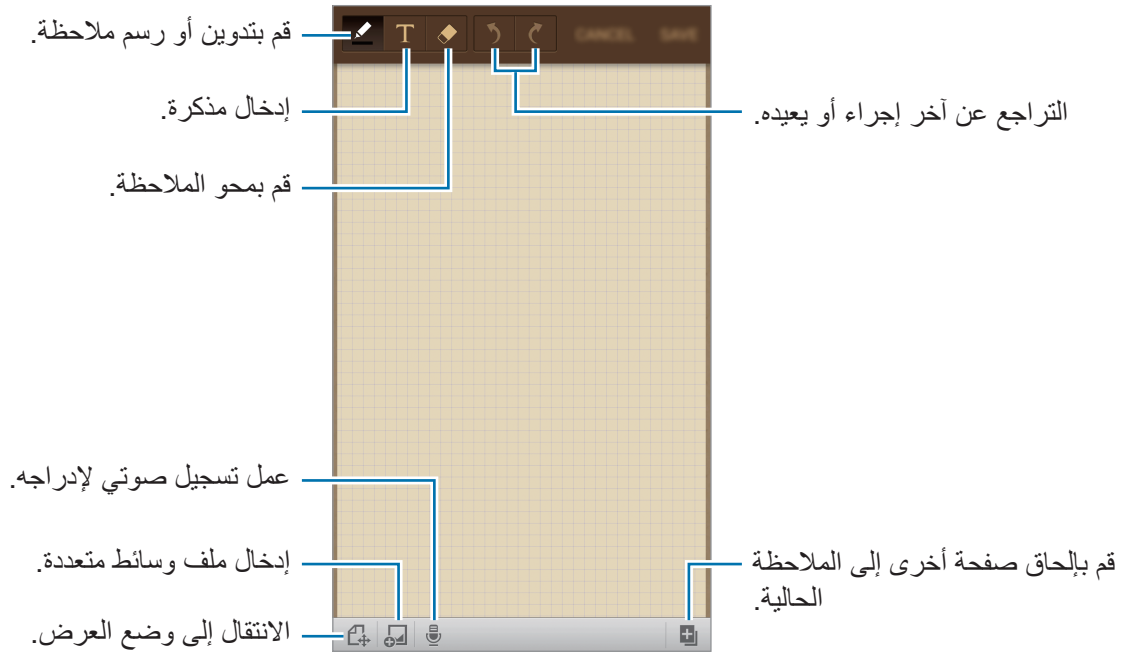 قم بتدوين أو رسم ملاحظة.
T
CANCEL
SAVE
إدخال مذكرة.
التراجع عن آخر إجراء أو يعيده.
قم بمحو الملاحظة.
عمل تسجيل صوتي لإدراجه.
إدخال ملف وسائط متعددة.
قم بإلحاق صفحة أخرى إلى الملاحظة
الحالية.
الانتقال إلى وضع العرض.